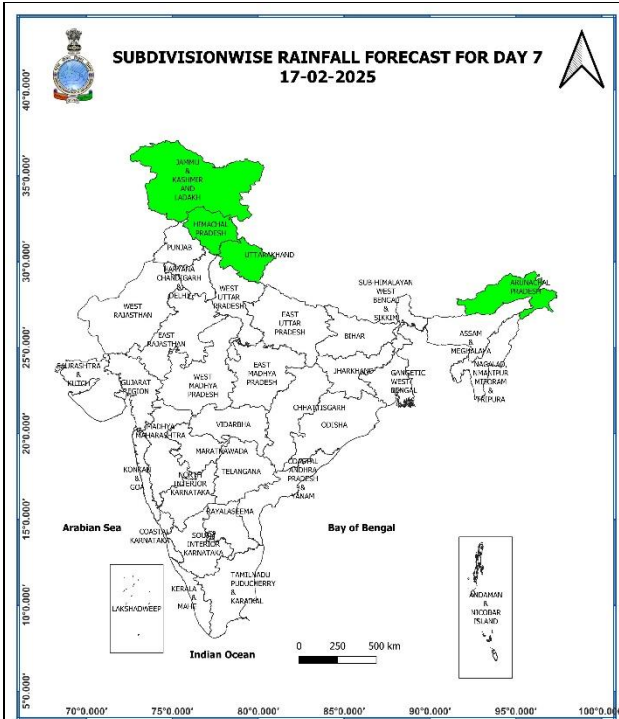 SUBDIVISIONWISE RAINFALL FORECAST FOR DAY 7
17-02-2025
40°0.000'
35°0.000'
30°0.000'
25°0.000'
20°0.000'
15°0.000'
10°0.000'
5°0.000'
JAMMU
&
KASHMIR
AND
LADAKH
HIMACHAL
PRADESH
PUNJAB
UTTARAKHAND
HARYANA
CHANDIGARH
&
DELHI
WEST
UTTAR
PRADESH
SUB-HIMALAYAN
WEST
BENGAL
&
SIKKIM
ARUNACHAL
PRADESH
WEST
RAJASTHAN
EAST
RAJASTHAN
EAST
UTTAR
PRADESH
BIHAR
ASSAM
&
MEGHALAYA
NAGALAD,
MANIPUR
MIZORAM
&
TRIPURA
SAURASHTRA
&
KUTCH
GUJARAT
REGION
WEST
MADHYA
PRADESH
EAST
MADHYA
PRADESH
JHARKHAND
GANGETIC
WEST
BENGAL
CHHATTISGARH
ODISHA
MADHYA
MAHARASHTRA
VIDARBHA
MARATHWADA
KONKAN
&
GOA
NORTH
INTERIOR
KARNATAKA
TELANGANA
COASTAL
ANDHRA
PRADESH
&
YANAM
RAYALASEEMA
Arabian Sea
Bay of Bengal
COASTAL
KARNATAKA
SOUTH
INTERIOR
KARNATAKA
KERALA
&
MAHE
TAMILNADU
PUDUCHERRY
&
KARAIKAL
LAKSHADWEEP
ANDAMAN
&
NICOBAR
ISLAND
Indian Ocean
0 250 500 km
70°0.000' 75°0.000' 80°0.000' 85°0.000' 90°0.000' 95°0.000' 100°0.000'